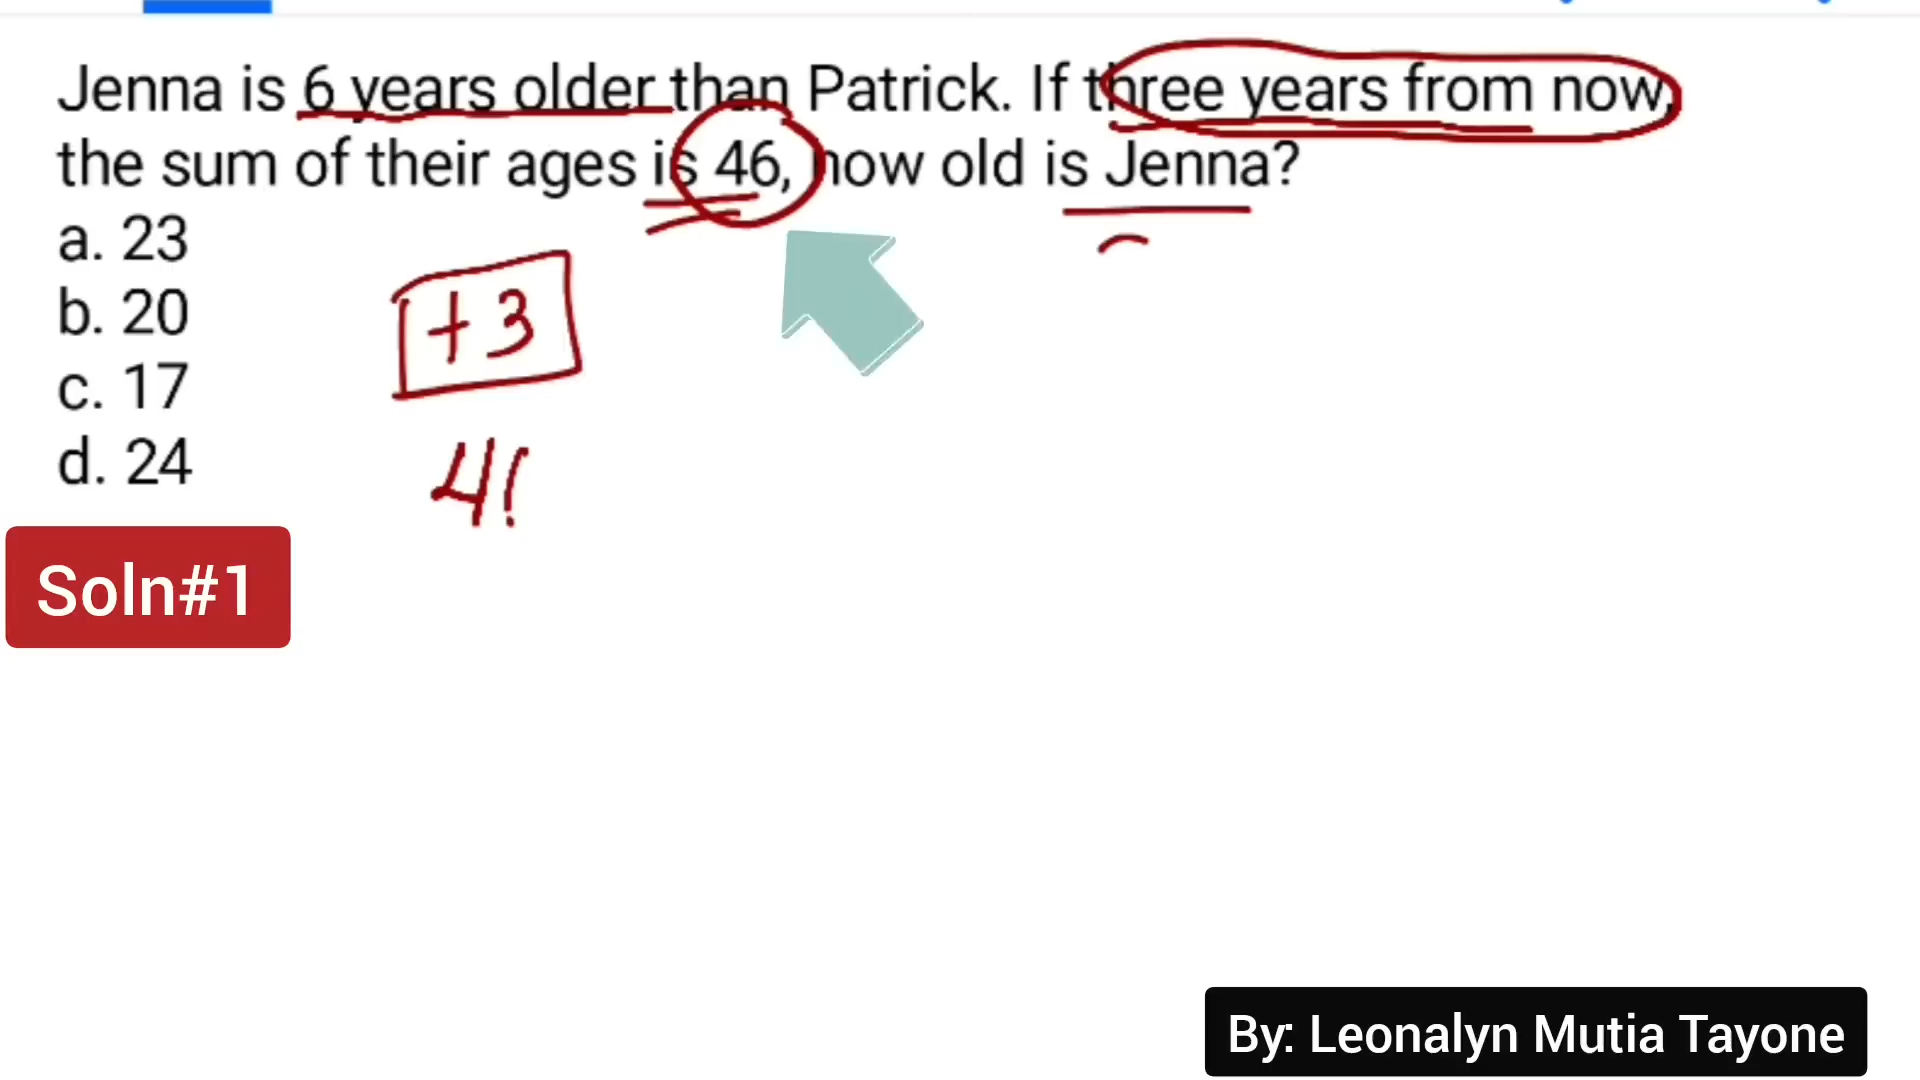 Jenna is 6 years older than Patrick. If three years from now,
the sum of their ages is 46, how old is Jenna?
a. 23
b. 20
c. 17
d. 24
+3
Soln#1
By: Leonalyn Mutia Tayone